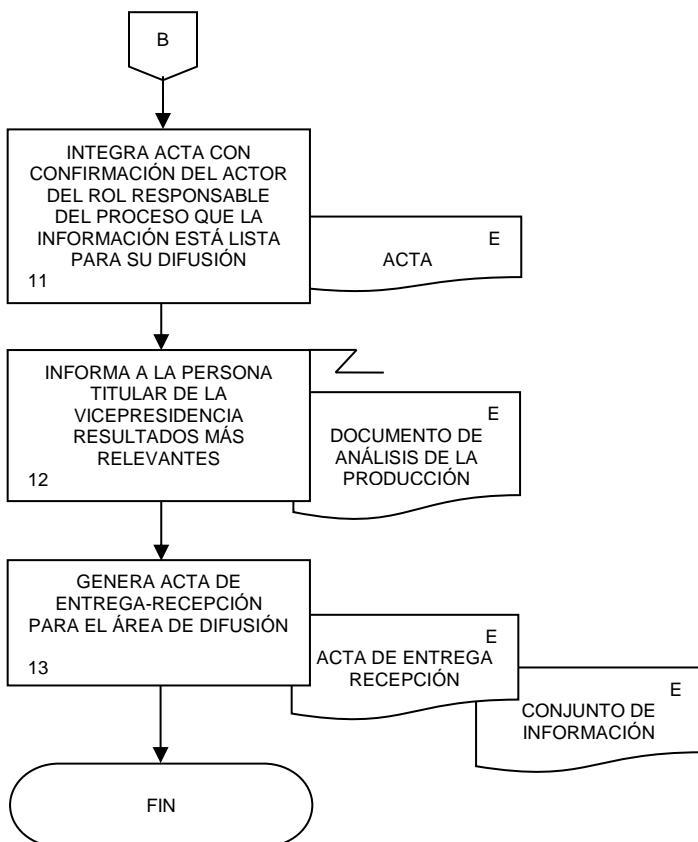 B
INTEGRA ACTA CON
CONFIRMACIÓN DEL ACTOR
DEL ROL RESPONSABLE
DEL PROCESO QUE LA
INFORMACIÓN ESTÁ LISTA
PARA SU DIFUSIÓN
11
E
ACTA
INFORMA A LA PERSONA
TITULAR DE LA
VICEPRESIDENCIA
RESULTADOS MÁS
RELEVANTES
12
E
DOCUMENTO DE
ANÁLISIS DE LA
PRODUCCIÓN
GENERA ACTA DE
ENTREGA-RECEPCIÓN
PARA EL ÁREA DE DIFUSIÓN
13
E
ACTA DE ENTREGA
RECEPCIÓN
E
CONJUNTO DE
INFORMACIÓN
FIN